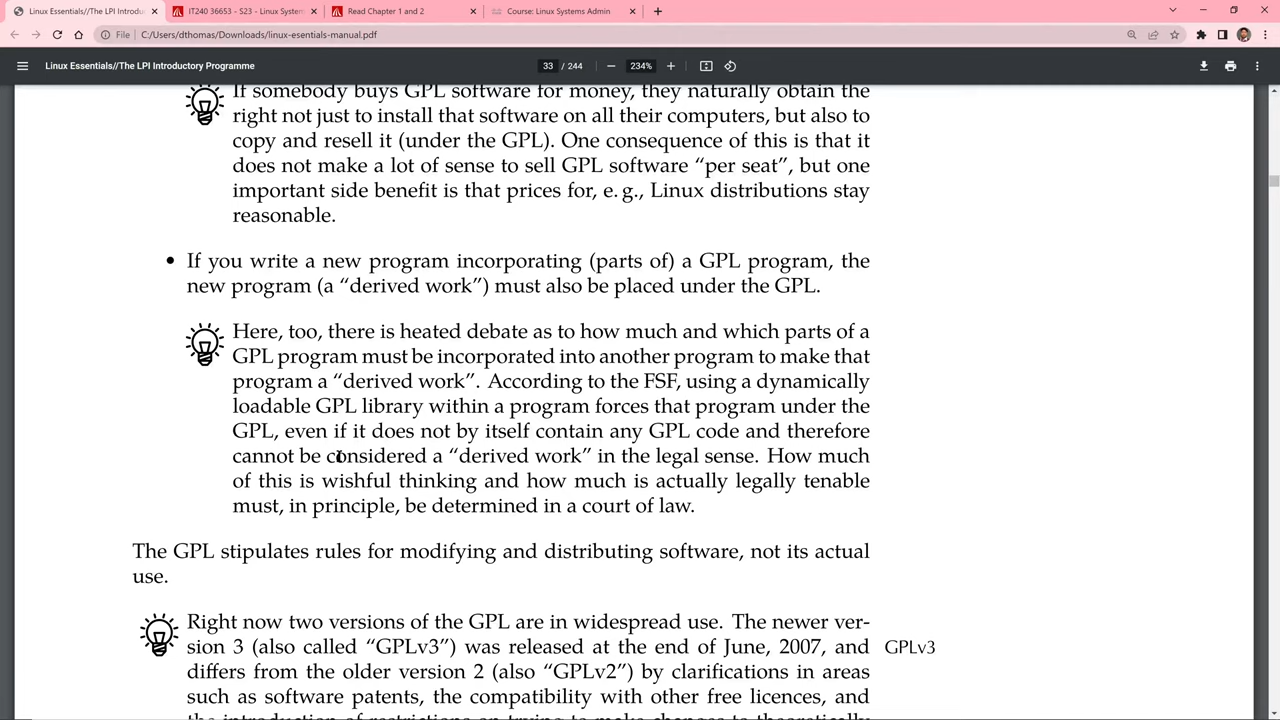 Linux Essentials//The LPI Introdu
IT240 36653 - S23 - Linux System
Read Chapter 1 and 2
Course: Linux Systems Admin
File
C:/Users/dthomas/Downloads/linux-esentials-manual.pdf
Linux Essentials//The LPI Introductory Programme
33 / 244
234%
If somebody buys GPL software for money, they naturally obtain the
right not just to install that software on all their computers, but also to
copy and resell it (under the GPL). One consequence of this is that it
does not make a lot of sense to sell GPL software “per seat”, but one
important side benefit is that prices for, e. g., Linux distributions stay
reasonable.
• If you write a new program incorporating (parts of) a GPL program, the
new program (a “derived work”) must also be placed under the GPL.
Here, too, there is heated debate as to how much and which parts of a
GPL program must be incorporated into another program to make that
program a “derived work”. According to the FSF, using a dynamically
loadable GPL library within a program forces that program under the
GPL, even if it does not by itself contain any GPL code and therefore
cannot be considered a “derived work” in the legal sense. How much
of this is wishful thinking and how much is actually legally tenable
must, in principle, be determined in a court of law.
The GPL stipulates rules for modifying and distributing software, not its actual
use.
Right now two versions of the GPL are in widespread use. The newer ver-
sion 3 (also called “GPLv3”) was released at the end of June, 2007, and
GPLv3
differs from the older version 2 (also “GPLv2”) by clarifications in areas
such as software patents, the compatibility with other free licences, and
the introduction of restrictions on trying to make changes to theoretically